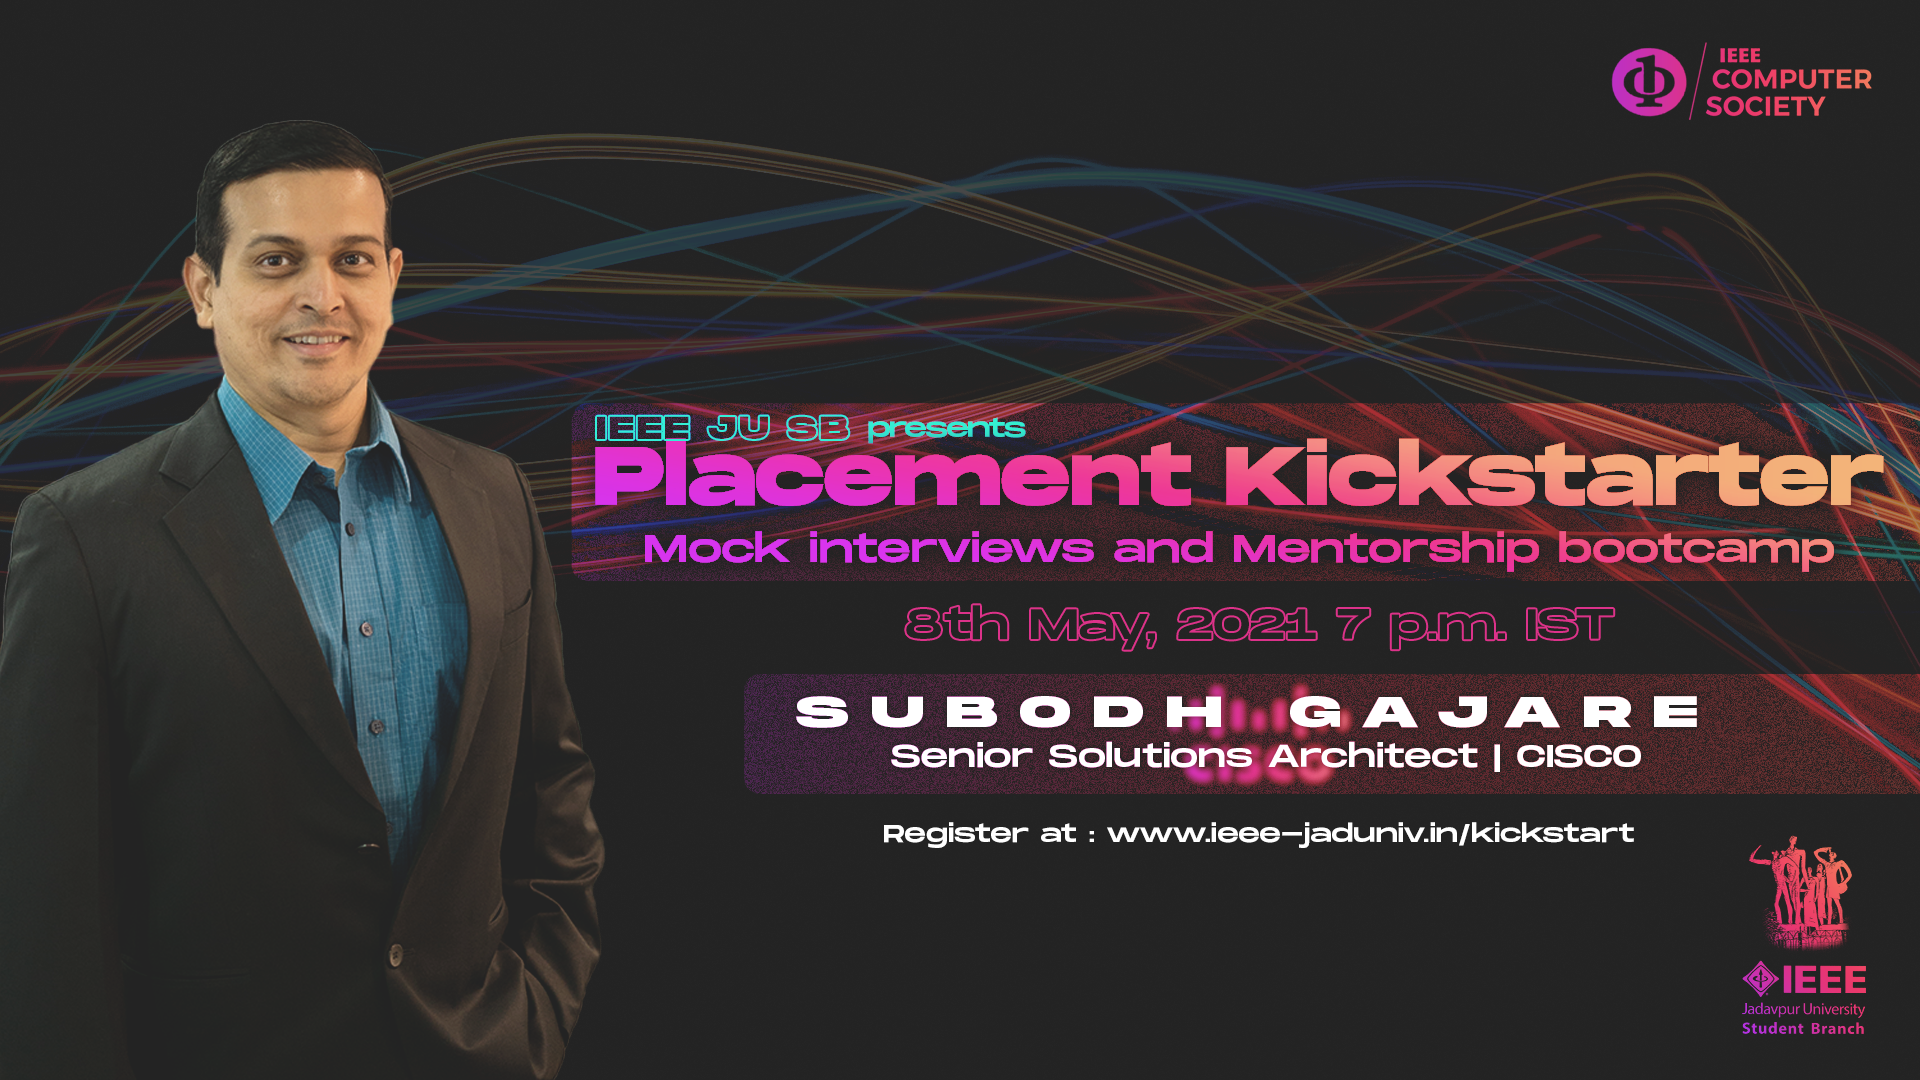 IEEE
COMPUTER
SOCIETY
IEEE JU SB presents
Placement Kickstarter
Mock interviews and Mentorship bootcamp
8th May, 2021 7 p.m. IST
SUBODH GAJARE
Senior Solutions Architect | CISCO
cisco
Register at : www.ieee-jaduniv.in/kickstart
IEEE
Jadavpur University
Student Branch